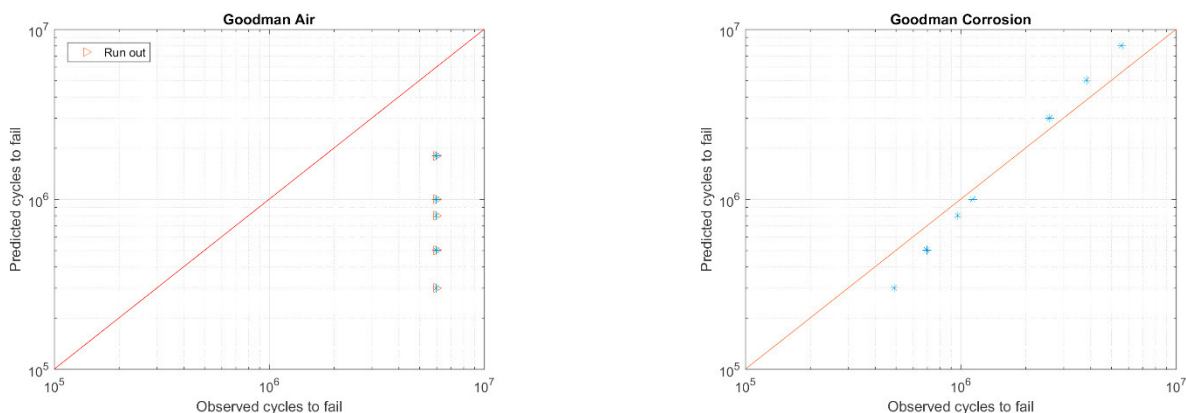 Goodman Air
10^7
Run out
Predicted cycles to fail
10^6
10^5
10^5
10^6
10^7
Observed cycles to fail
Goodman Corrosion
10^7
Predicted cycles to fail
10^6
10^5
10^5
10^6
10^7
Observed cycles to fail